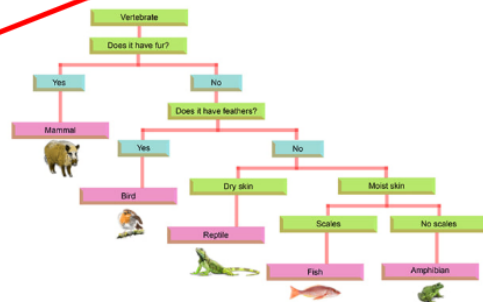 Vertebrate
Does it have fur?
Yes
No
Mammal
Does it have feathers?
Yes
No
Bird
Dry skin
Moist skin
Reptile
Scales
No scales
Fish
Amphibian